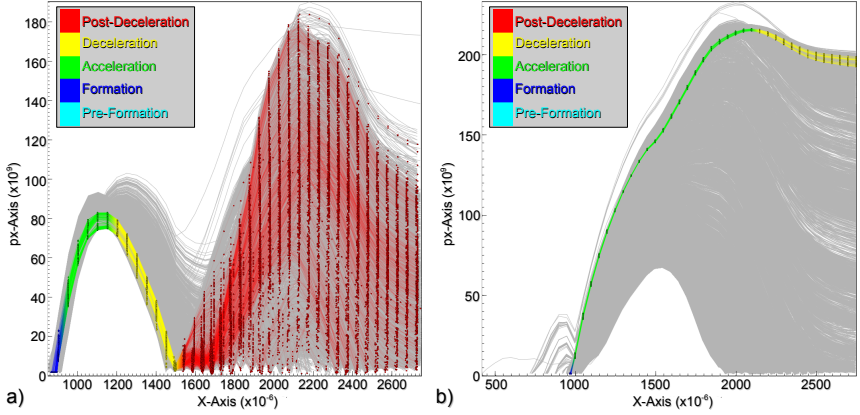 Post-Deceleration
Deceleration
Acceleration
Formation
Pre-Formation
px-Axis (x10⁹)
180
160
140
120
100
80
60
40
20
0
1000 1200 1400 1600 1800 2000 2200 2400 2600
X-Axis (x10⁻⁶)
a)
Post-Deceleration
Deceleration
Acceleration
Formation
Pre-Formation
px-Axis (x10⁹)
200
150
100
50
0
500 1000 1500 2000 2500
X-Axis (x10⁻⁶)
b)